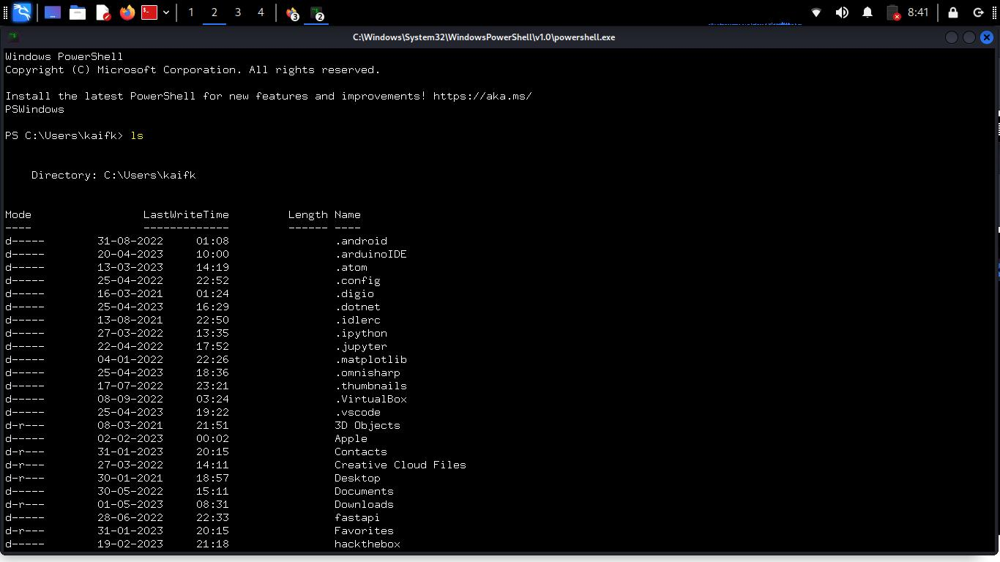 1 2 3 4 3 2 8:41
C:\Windows\System32\WindowsPowerShell\v1.0\powershell.exe
Windows PowerShell
Copyright (C) Microsoft Corporation. All rights reserved.
Install the latest PowerShell for new features and improvements! https://aka.ms/
PSWindows
PS C:\Users\kaifk> ls
Directory: C:\Users\kaifk
Mode LastWriteTime Length Name
---- ------------- ------ ----
d----- 31-08-2022 01:08 .android
d----- 20-04-2023 10:00 .arduinoIDE
d----- 13-03-2023 14:19 .atom
d----- 25-04-2022 22:52 .config
d----- 16-03-2021 01:24 .digio
d----- 25-04-2023 16:29 .dotnet
d----- 13-08-2021 22:50 .idlerc
d----- 27-03-2022 13:35 .ipython
d----- 22-04-2022 17:52 .jupyter
d----- 04-01-2022 22:26 .matplotlib
d----- 25-04-2023 18:36 .omnisharp
d----- 17-07-2022 23:21 .thumbnails
d----- 08-09-2022 03:24 .VirtualBox
d----- 25-04-2023 19:22 .vscode
d-r--- 08-03-2021 21:51 3D Objects
d----- 02-02-2023 00:02 Apple
d-r--- 31-01-2023 20:15 Contacts
d-r--- 27-03-2022 14:11 Creative Cloud Files
d-r--- 30-01-2021 18:57 Desktop
d----- 30-05-2022 15:11 Documents
d-r--- 01-05-2023 08:31 Downloads
d----- 28-06-2022 22:33 fastapi
d-r--- 31-01-2023 20:15 Favorites
d----- 19-02-2023 21:18 hackthebox